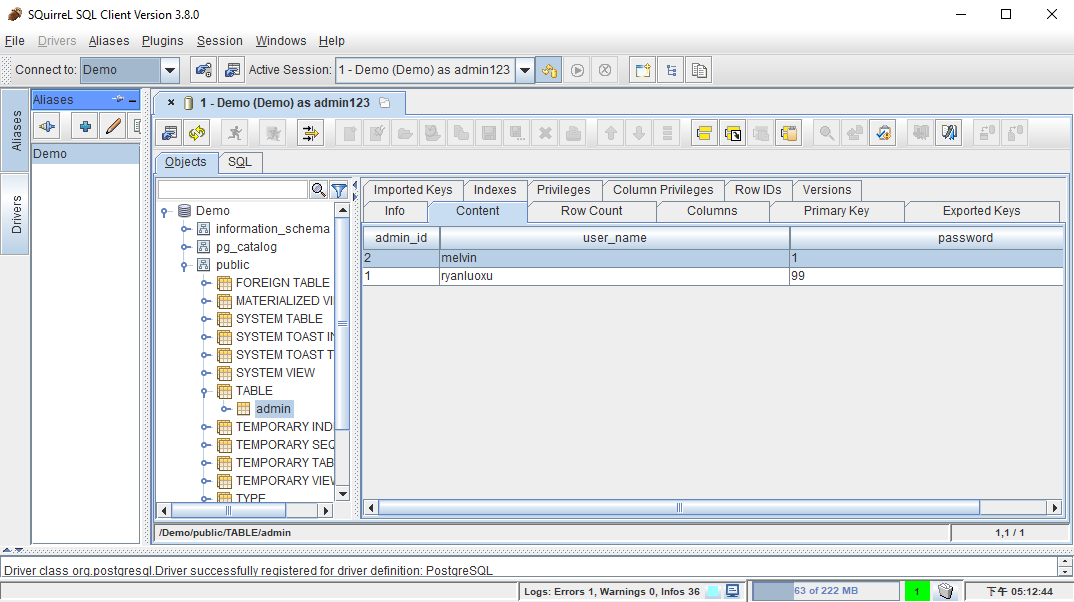 SQuirreL SQL Client Version 3.8.0
File Drivers Aliases Plugins Session Windows Help
Connect to: Demo Active Session: 1 - Demo (Demo) as admin123
Aliases
Drivers
Aliases
Demo
1 - Demo (Demo) as admin123
Objects SQL
Demo
information_schema
pg_catalog
public
FOREIGN TABLE
MATERIALIZED VI
SYSTEM TABLE
SYSTEM TOAST IN
SYSTEM TOAST T
SYSTEM VIEW
TABLE
admin
TEMPORARY IND
TEMPORARY SEQ
TEMPORARY TAB
TEMPORARY VIEW
TYPE
Imported Keys Indexes Privileges Column Privileges Row IDs Versions
Info Content Row Count Columns Primary Key Exported Keys
admin_id user_name password
2 melvin 1
1 ryanluoxu 99
/Demo/public/TABLE/admin 1,1 / 1
Driver class org.postgresql.Driver successfully registered for driver definition: PostgreSQL
Logs: Errors 1, Warnings 0, Infos 36 63 of 222 MB 1 下午 05:12:44